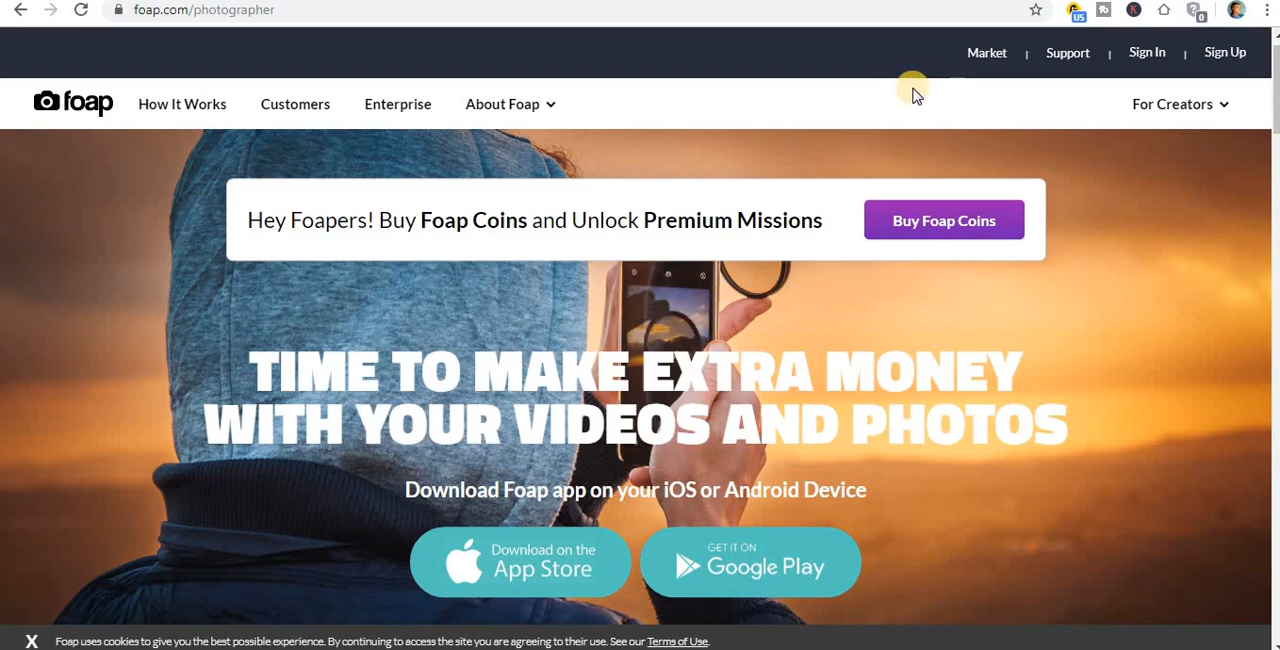 foap.com/photographer
US
tb
K
0
Market | Support | Sign In | Sign Up
foap How It Works Customers Enterprise About Foap For Creators
Hey Foapers! Buy Foap Coins and Unlock Premium Missions Buy Foap Coins
TIME TO MAKE EXTRA MONEY
WITH YOUR VIDEOS AND PHOTOS
Download Foap app on your iOS or Android Device
Download on the
App Store
GET IT ON
Google Play
X Foap uses cookies to give you the best possible experience. By continuing to access the site you are agreeing to their use. See our Terms of Use.